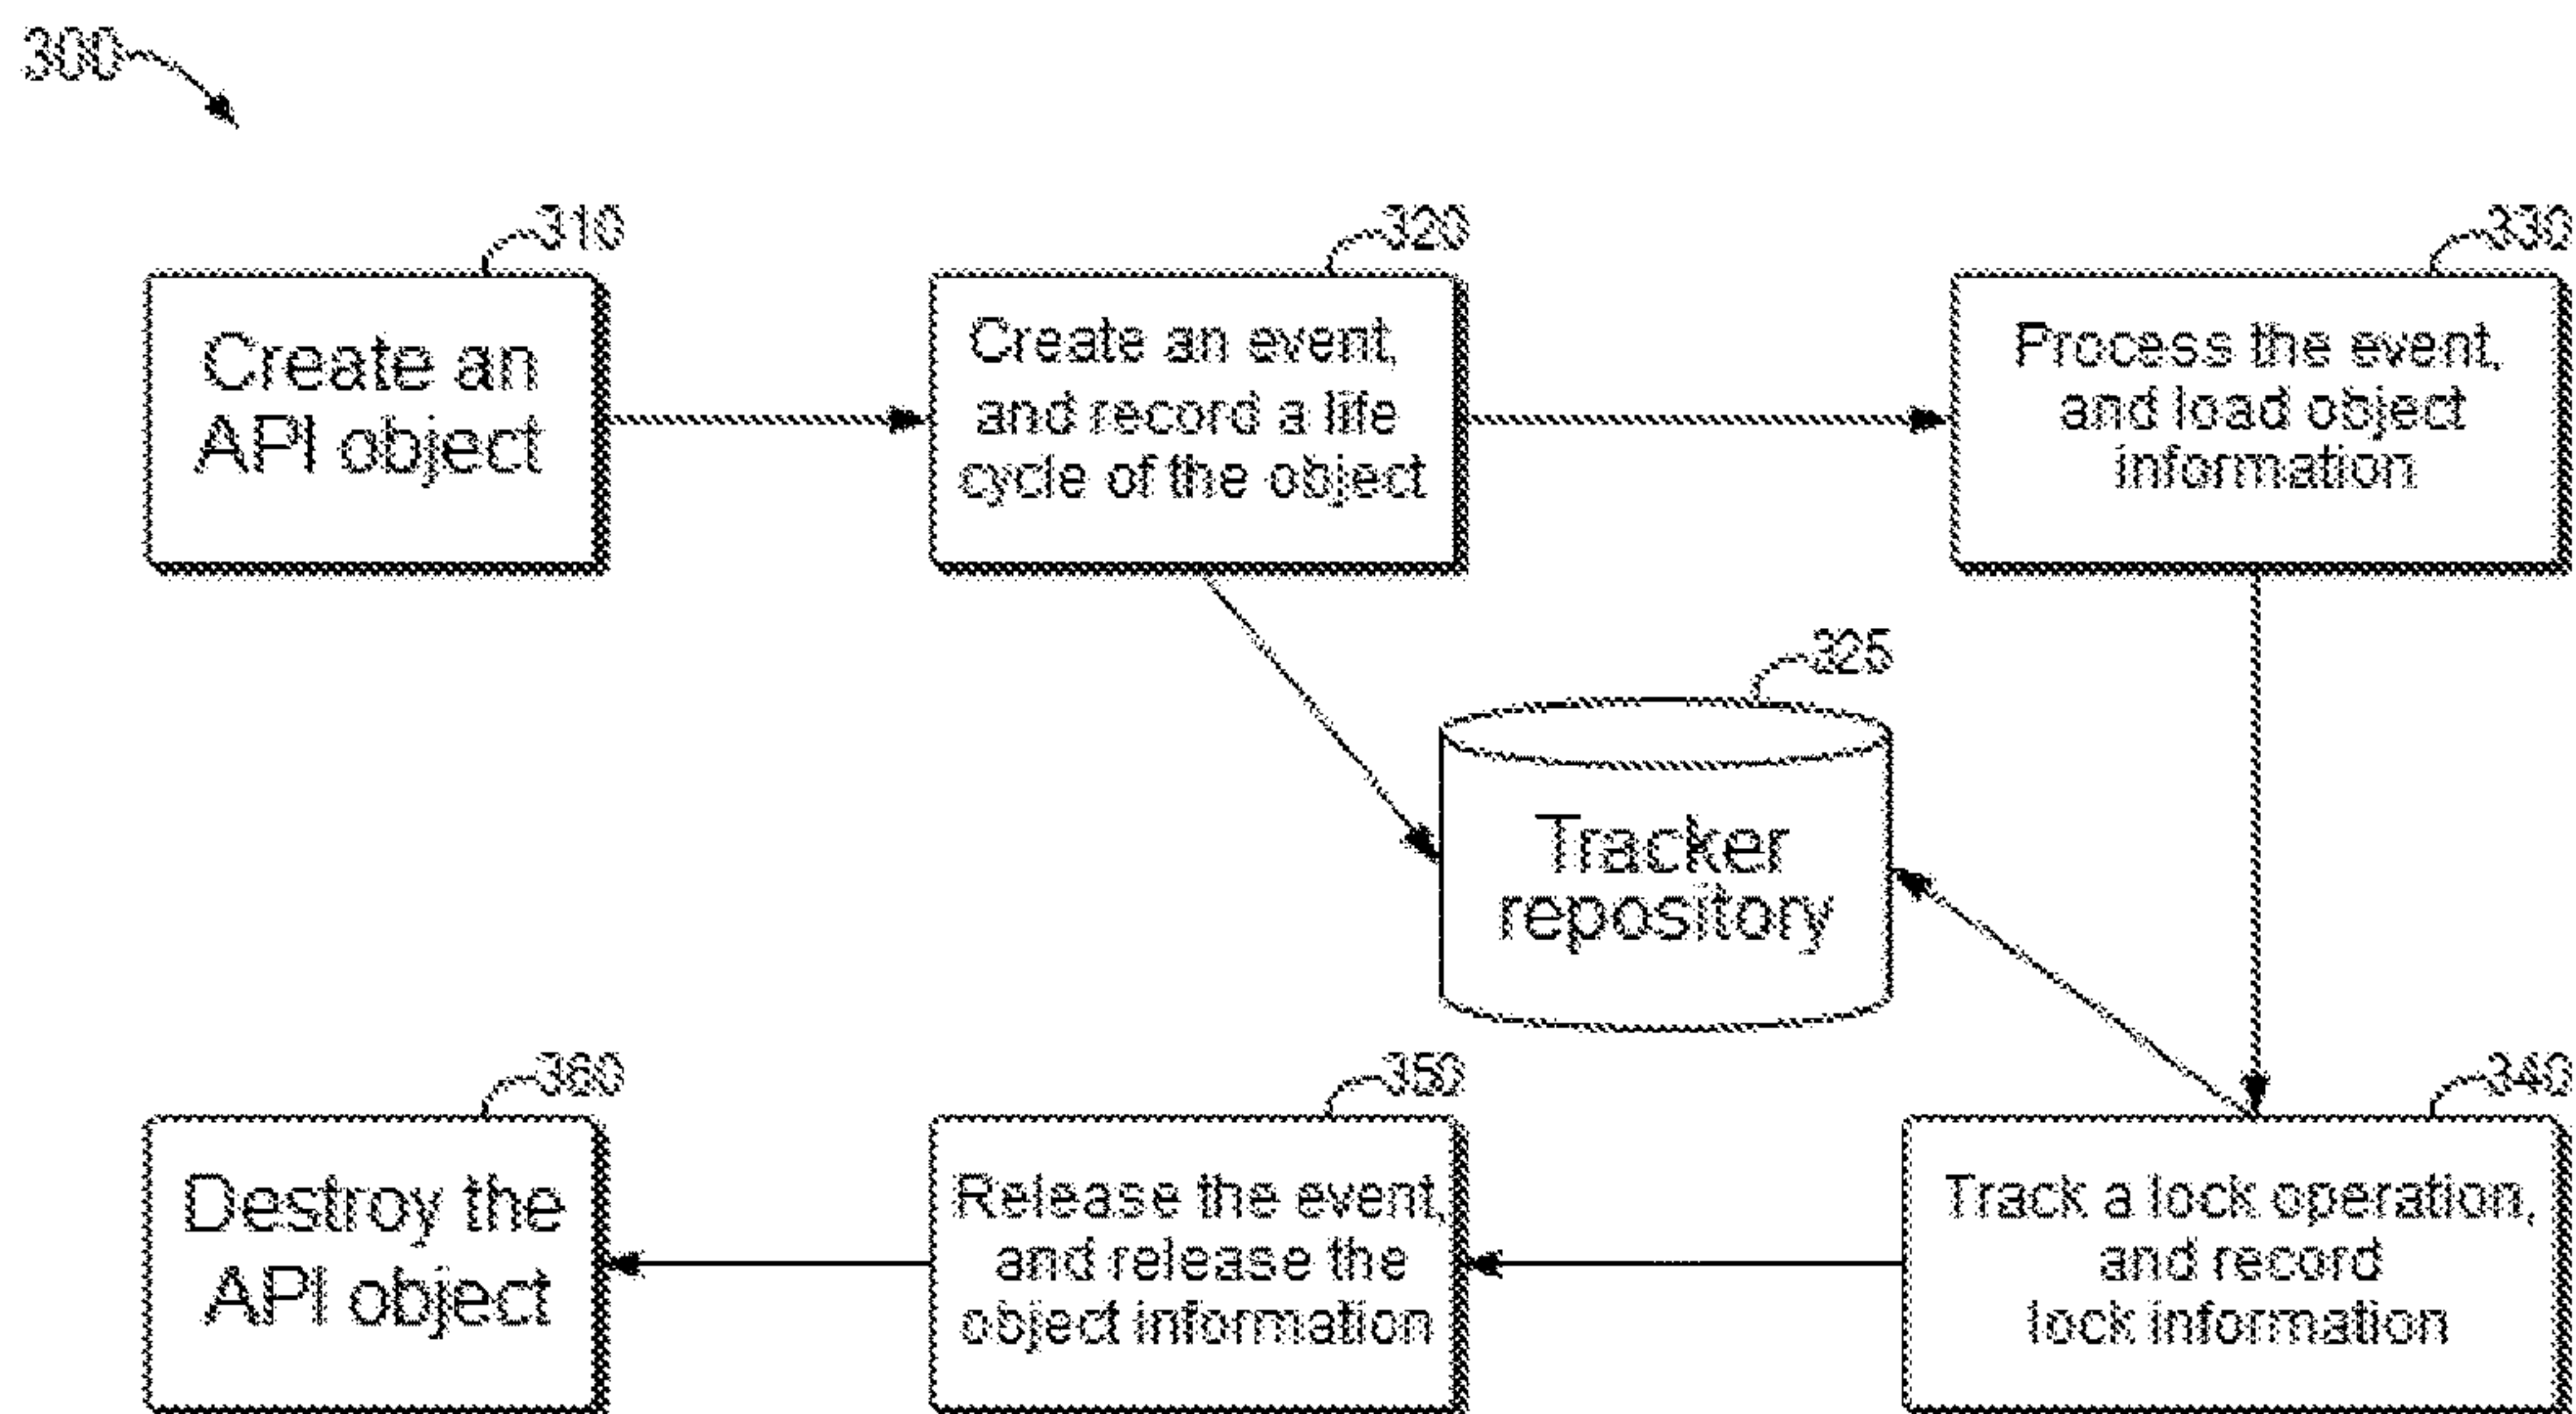 300
310
Create an
API object
320
Create an event,
and record a life
cycle of the object
330
Process the event,
and load object
information
325
Tracker
repository
360
Destroy the
API object
350
Release the event,
and release the
object information
340
Track a lock operation,
and record
lock information